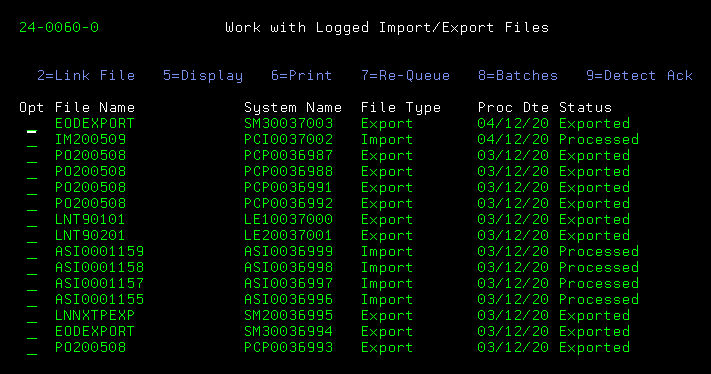 24-0060-0 Work with Logged Import/Export Files
2=Link File 5=Display 6=Print 7=Re-Queue 8=Batches 9=Detect Ack
Opt File Name System Name File Type Proc Dte Status
_ EODEXPORT SM30037003 Export 04/12/20 Exported
_ IM200509 PCI0037002 Import 04/12/20 Processed
_ PO200508 PCP0036987 Export 03/12/20 Exported
_ PO200508 PCP0036988 Export 03/12/20 Exported
_ PO200508 PCP0036991 Export 03/12/20 Exported
_ PO200508 PCP0036992 Export 03/12/20 Exported
_ LNT90101 LE10037000 Export 03/12/20 Exported
_ LNT90201 LE20037001 Export 03/12/20 Exported
_ ASI0001159 ASI0036999 Import 03/12/20 Processed
_ ASI0001158 ASI0036998 Import 03/12/20 Processed
_ ASI0001157 ASI0036997 Import 03/12/20 Processed
_ ASI0001155 ASI0036996 Import 03/12/20 Processed
_ LNNXTPEXP SM20036995 Export 03/12/20 Exported
_ EODEXPORT SM30036994 Export 03/12/20 Exported
_ PO200508 PCP0036993 Export 03/12/20 Exported